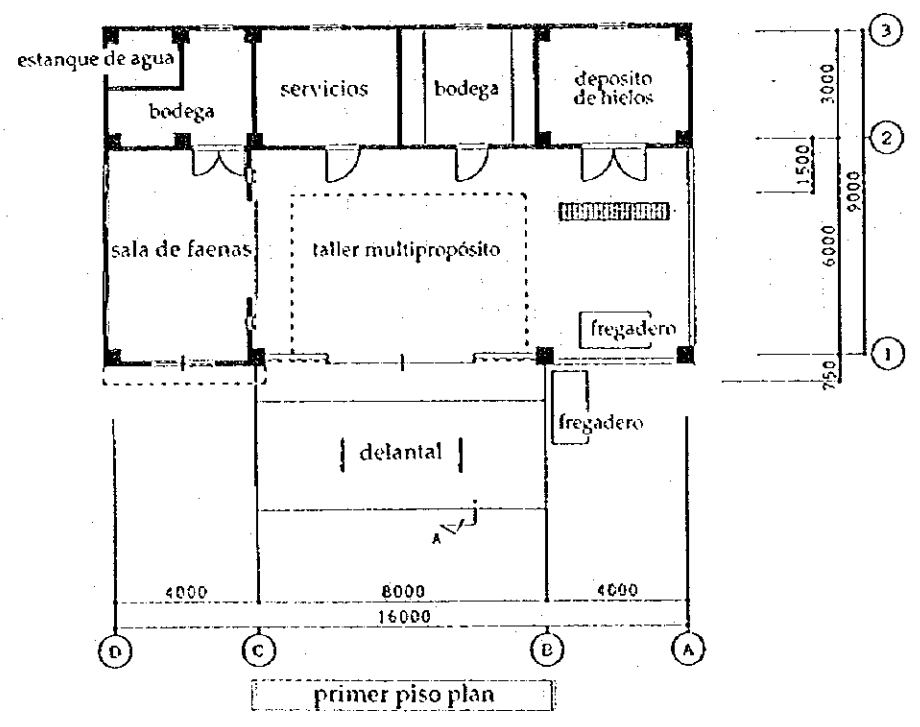 estanque de agua
bodega
servicios
bodega
deposito
de hielos
sala de faenas
taller multipropósito
fregadero
fregadero
delantal
A
3
2
1
3000
1500
9000
6000
750
4000
8000
4000
16000
D
C
B
A
primer piso plan